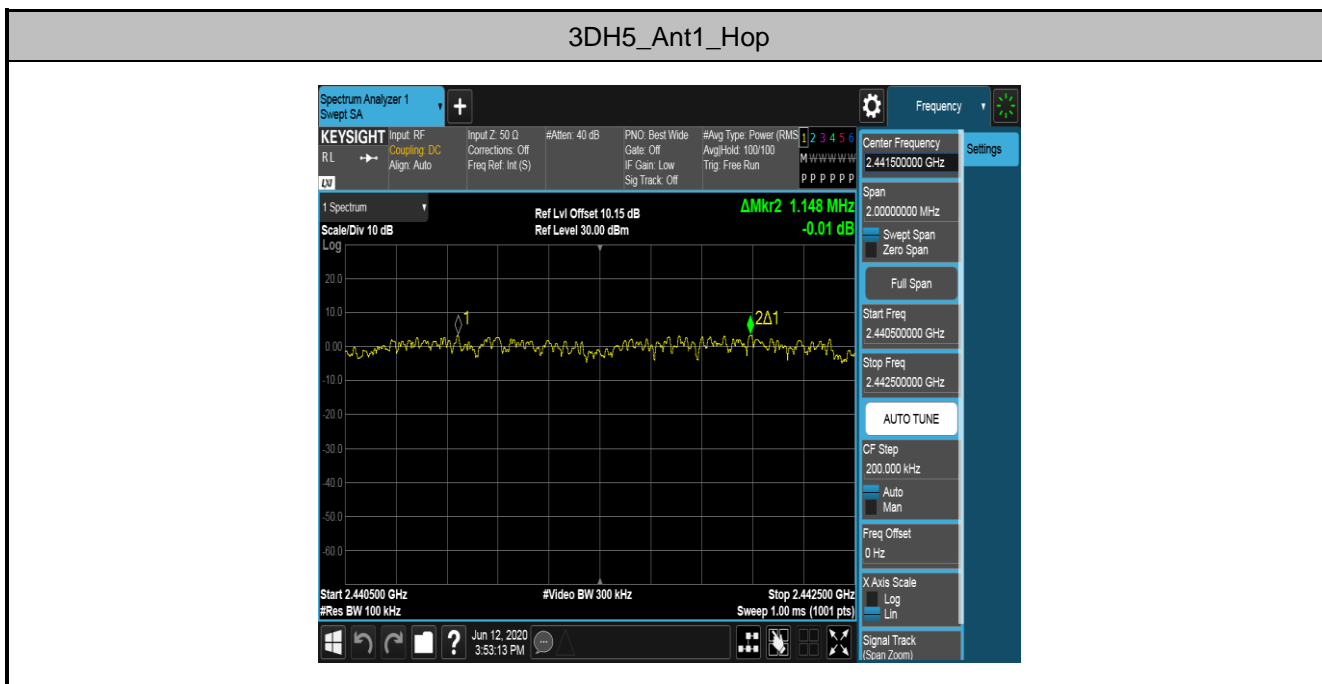 3DH5_Ant1_Hop
Spectrum Analyzer 1
Swept SA
+
Frequency
KEYSIGHT
RL
LXI
Input: RF
Coupling: DC
Align: Auto
Input Z: 50 Ω
Corrections: Off
Freq Ref: Int (S)
#Atten: 40 dB
PNO: Best Wide
Gate: Off
IF Gain: Low
Sig Track: Off
#Avg Type: Power (RMS
Avg|Hold: 100/100
Trig: Free Run
1 2 3 4 5 6
M W W W W W
P P P P P P
1 Spectrum
Scale/Div 10 dB
Log
Ref Lvl Offset 10.15 dB
Ref Level 30.00 dBm
ΔMkr2 1.148 MHz
-0.01 dB
20.0
10.0
0.00
-10.0
-20.0
-30.0
-40.0
-50.0
-60.0
1
2Δ1
Start 2.440500 GHz
#Res BW 100 kHz
#Video BW 300 kHz
Stop 2.442500 GHz
Sweep 1.00 ms (1001 pts)
?
Jun 12, 2020
3:53:13 PM
Center Frequency
2.441500000 GHz
Settings
Span
2.00000000 MHz
Swept Span
Zero Span
Full Span
Start Freq
2.440500000 GHz
Stop Freq
2.442500000 GHz
AUTO TUNE
CF Step
200.000 kHz
Auto
Man
Freq Offset
0 Hz
X Axis Scale
Log
Lin
Signal Track
(Span Zoom)